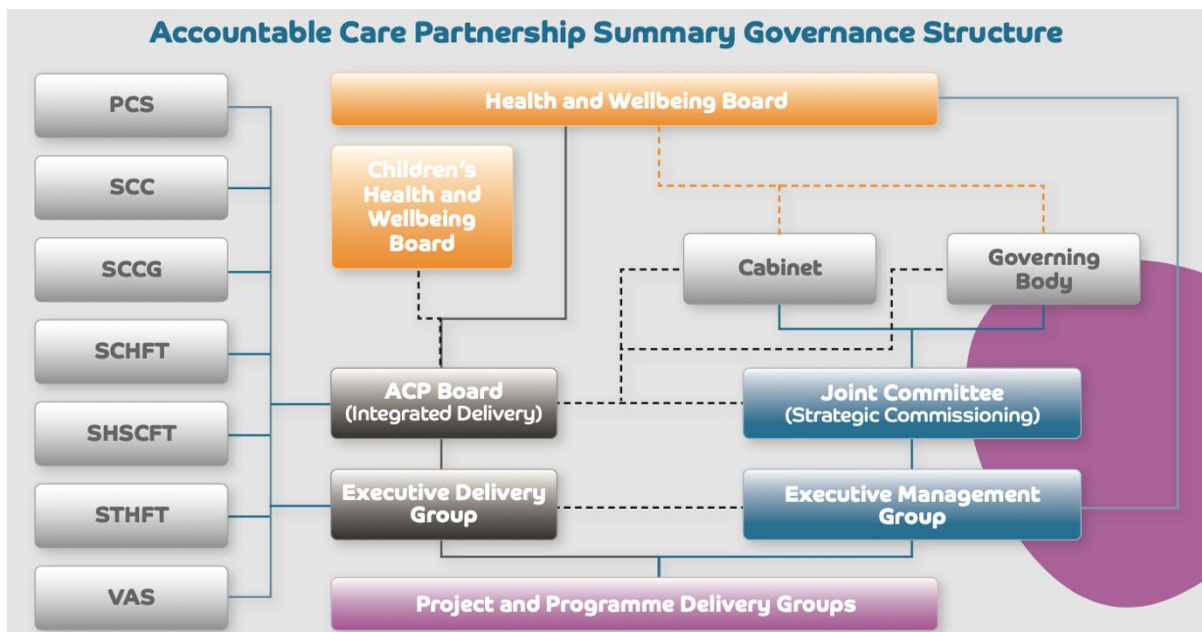 Accountable Care Partnership Summary Governance Structure
PCS
SCC
SCCG
SCHFT
SHSCFT
STHFT
VAS
Health and Wellbeing Board
Children's
Health and
Wellbeing
Board
Cabinet
Governing
Body
ACP Board
(Integrated Delivery)
Joint Committee
(Strategic Commissioning)
Executive Delivery
Group
Executive Management
Group
Project and Programme Delivery Groups